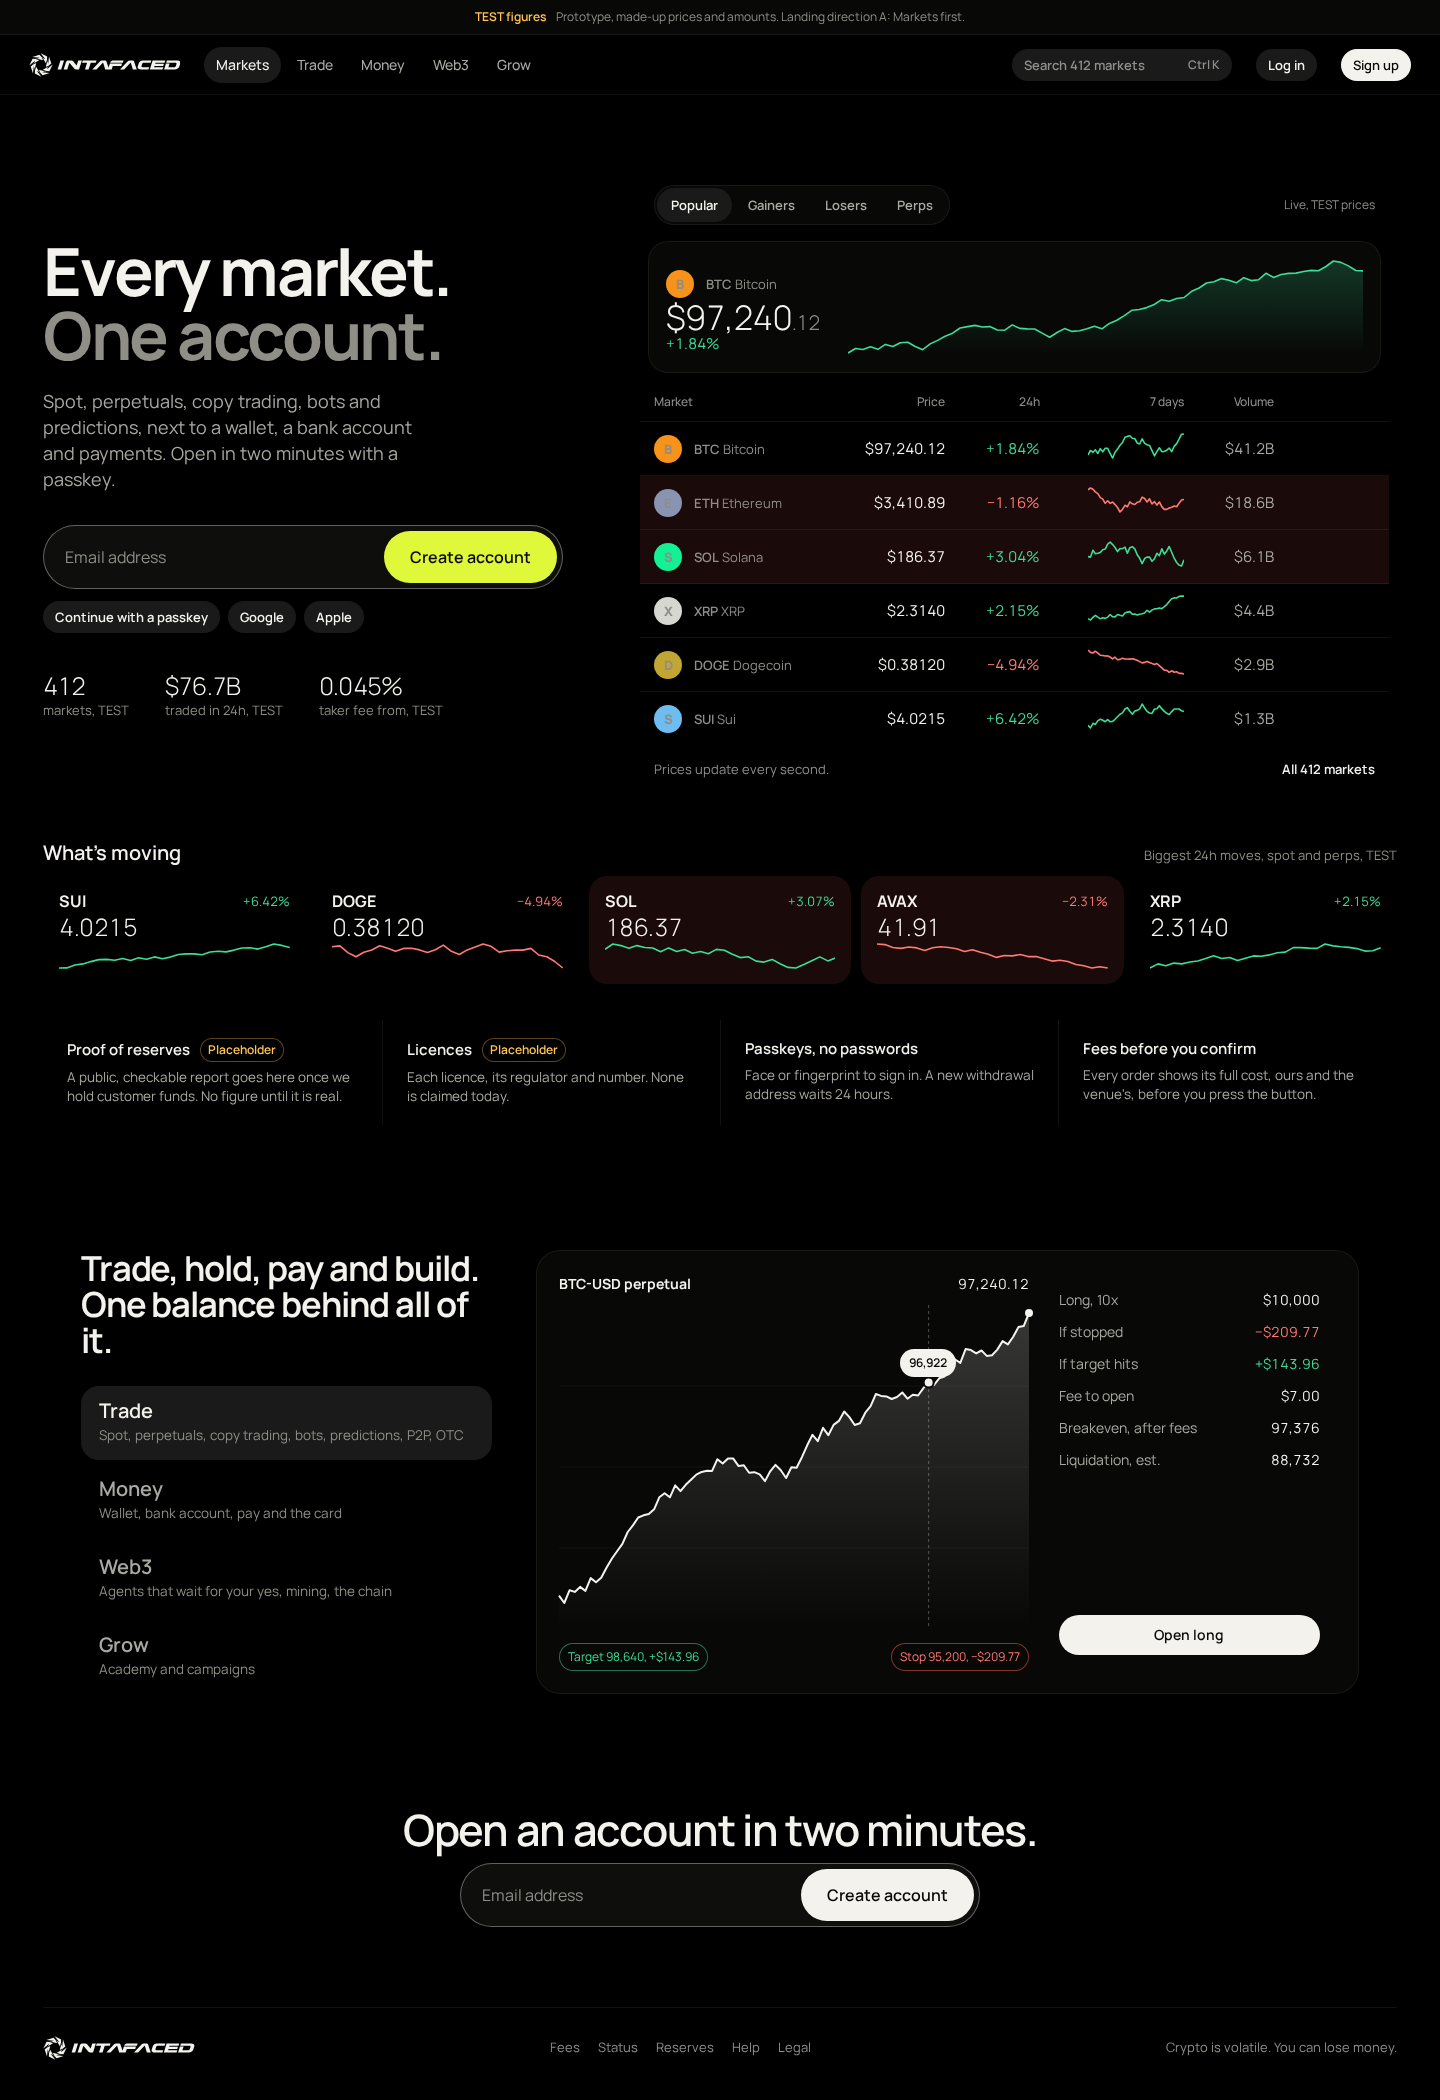 TEST figures Prototype, made-up prices and amounts. Landing direction A: Markets first.
INTAFACED Markets Trade Money Web3 Grow Search 412 markets Ctrl K Log in Sign up
Popular Gainers Losers Perps Live, TEST prices
Every market.
One account.
Spot, perpetuals, copy trading, bots and
predictions, next to a wallet, a bank account
and payments. Open in two minutes with a
passkey.
Email address Create account
Continue with a passkey Google Apple
412 $76.7B 0.045%
markets, TEST traded in 24h, TEST taker fee from, TEST
B BTC Bitcoin
$97,240.12
+1.84%
Market Price 24h 7 days Volume
B BTC Bitcoin $97,240.12 +1.84% $41.2B
ETH Ethereum $3,410.89 −1.16% $18.6B
S SOL Solana $186.37 +3.04% $6.1B
X XRP XRP $2.3140 +2.15% $4.4B
D DOGE Dogecoin $0.38120 −4.94% $2.9B
S SUI Sui $4.0215 +6.42% $1.3B
Prices update every second. All 412 markets
What's moving Biggest 24h moves, spot and perps, TEST
SUI +6.42% DOGE −4.94% SOL +3.07% AVAX −2.31% XRP +2.15%
4.0215 0.38120 186.37 41.91 2.3140
Proof of reserves Placeholder
A public, checkable report goes here once we
hold customer funds. No figure until it is real.
Licences Placeholder
Each licence, its regulator and number. None
is claimed today.
Passkeys, no passwords
Face or fingerprint to sign in. A new withdrawal
address waits 24 hours.
Fees before you confirm
Every order shows its full cost, ours and the
venue's, before you press the button.
Trade, hold, pay and build.
One balance behind all of
it.
Trade
Spot, perpetuals, copy trading, bots, predictions, P2P, OTC
Money
Wallet, bank account, pay and the card
Web3
Agents that wait for your yes, mining, the chain
Grow
Academy and campaigns
BTC-USD perpetual 97,240.12
96,922
Target 98,640, +$143.96 Stop 95,200, −$209.77
Long, 10x $10,000
If stopped −$209.77
If target hits +$143.96
Fee to open $7.00
Breakeven, after fees 97,376
Liquidation, est. 88,732
Open long
Open an account in two minutes.
Email address Create account
INTAFACED Fees Status Reserves Help Legal Crypto is volatile. You can lose money.